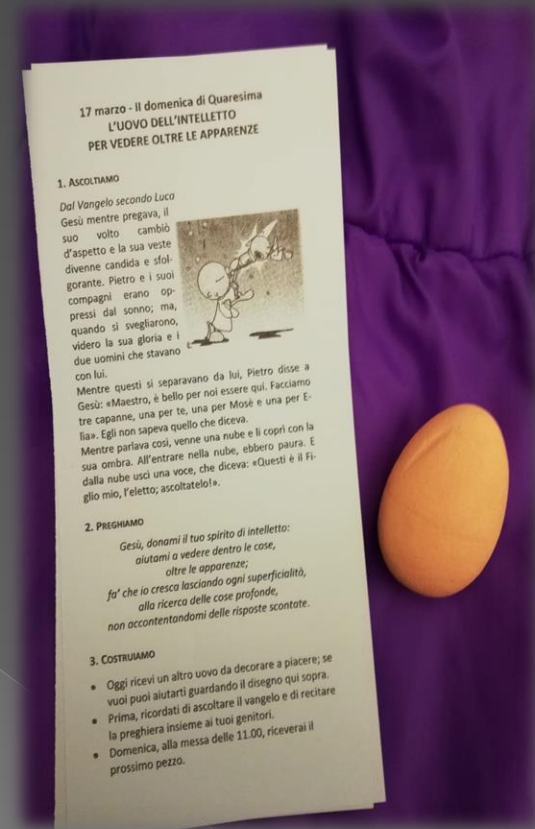 17 marzo - II domenica di Quaresima
L'UOVO DELL'INTELLETTO
PER VEDERE OLTRE LE APPARENZE
1. ASCOLTIAMO
Dal Vangelo secondo Luca
Gesù mentre pregava, il
suo volto cambiò
d'aspetto e la sua veste
divenne candida e sfol-
gorante. Pietro e i suoi
compagni erano op-
pressi dal sonno; ma,
quando si svegliarono,
videro la sua gloria e i
due uomini che stavano
con lui.
Mentre questi si separavano da lui, Pietro disse a
Gesù: «Maestro, è bello per noi essere qui. Facciamo
tre capanne, una per te, una per Mosè e una per E-
lia». Egli non sapeva quello che diceva.
Mentre parlava così, venne una nube e li coprì con la
sua ombra. All'entrare nella nube, ebbero paura. E
dalla nube uscì una voce, che diceva: «Questi è il Fi-
glio mio, l'eletto; ascoltatelo!».
2. PREGHIAMO
Gesù, donami il tuo spirito di intelletto:
aiutami a vedere dentro le cose,
oltre le apparenze;
fa' che io cresca lasciando ogni superficialità,
alla ricerca delle cose profonde,
non accontentandomi delle risposte scontate.
3. COSTRUIAMO
• Oggi ricevi un altro uovo da decorare a piacere; se
vuoi puoi aiutarti guardando il disegno qui sopra.
• Prima, ricordati di ascoltare il vangelo e di recitare
la preghiera insieme ai tuoi genitori.
• Domenica, alla messa delle 11.00, riceverai il
prossimo pezzo.